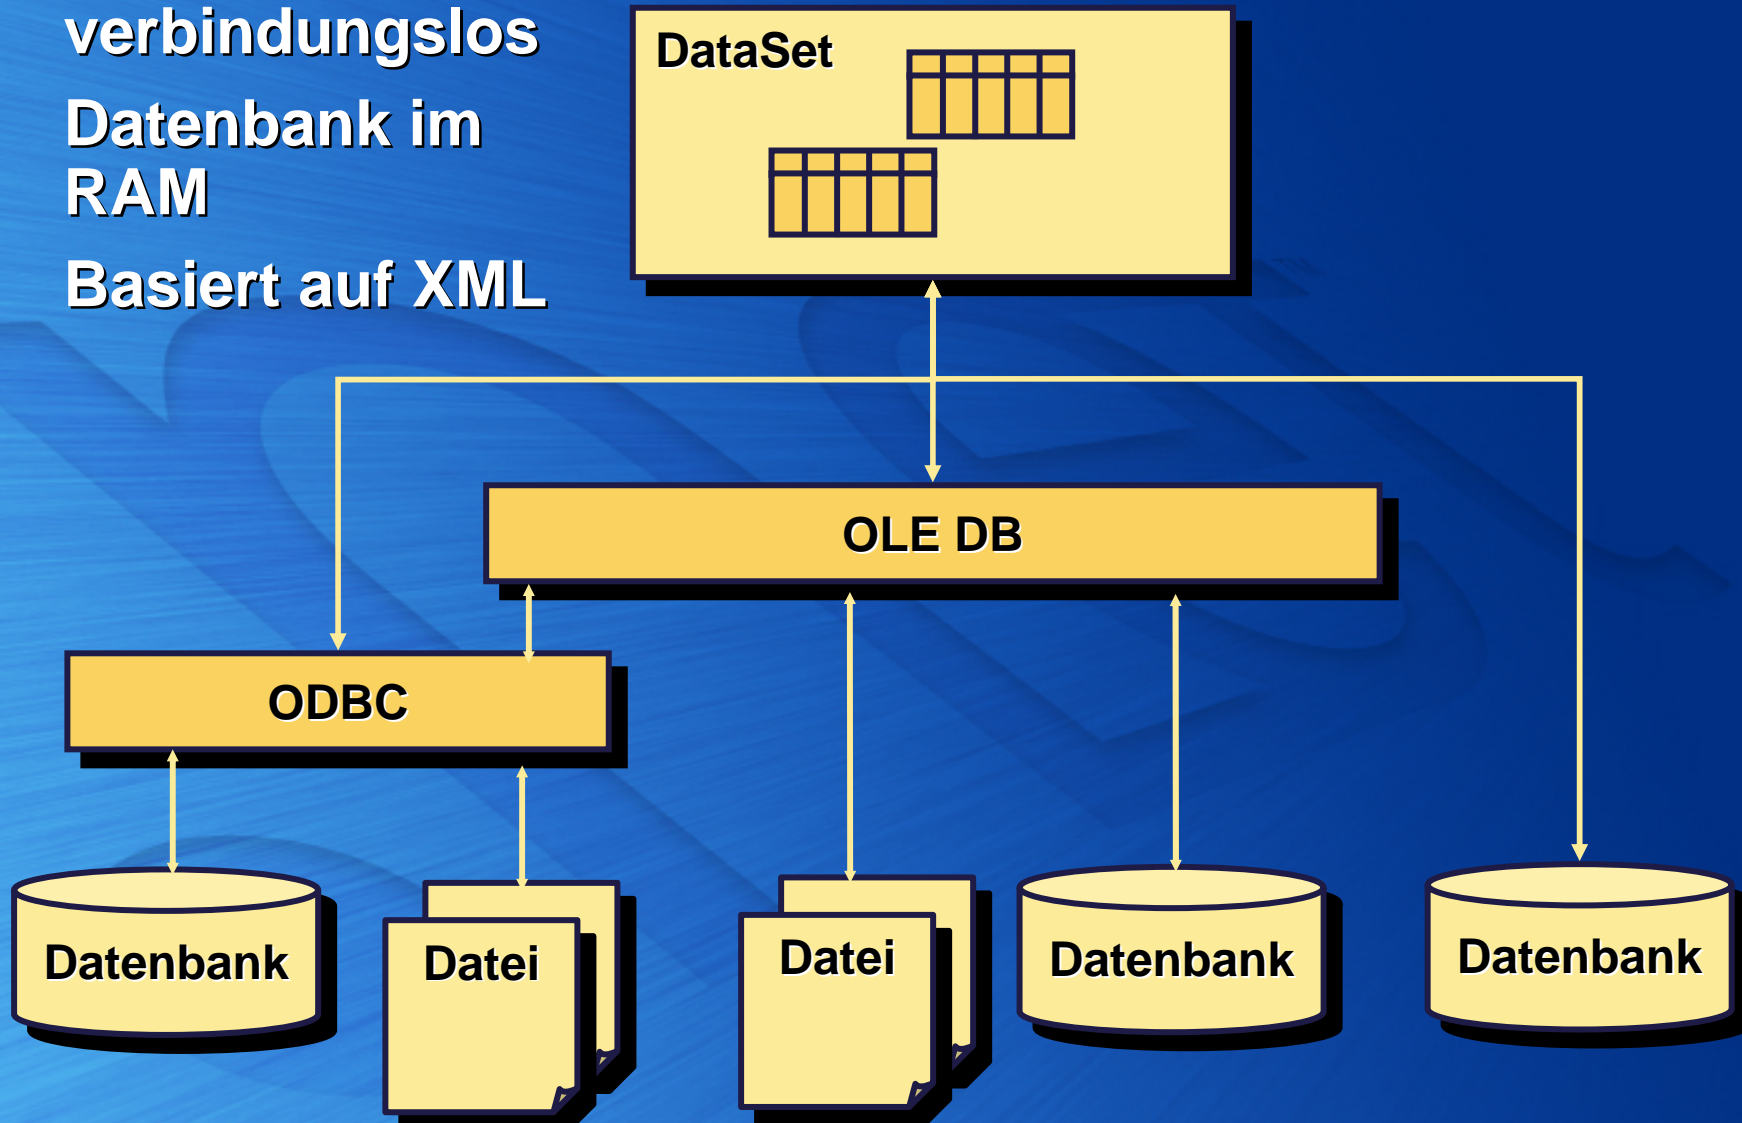 verbindungslos
Datenbank im
RAM
Basiert auf XML
DataSet
OLE DB
ODBC
Datenbank
Datei
Datei
Datenbank
Datenbank